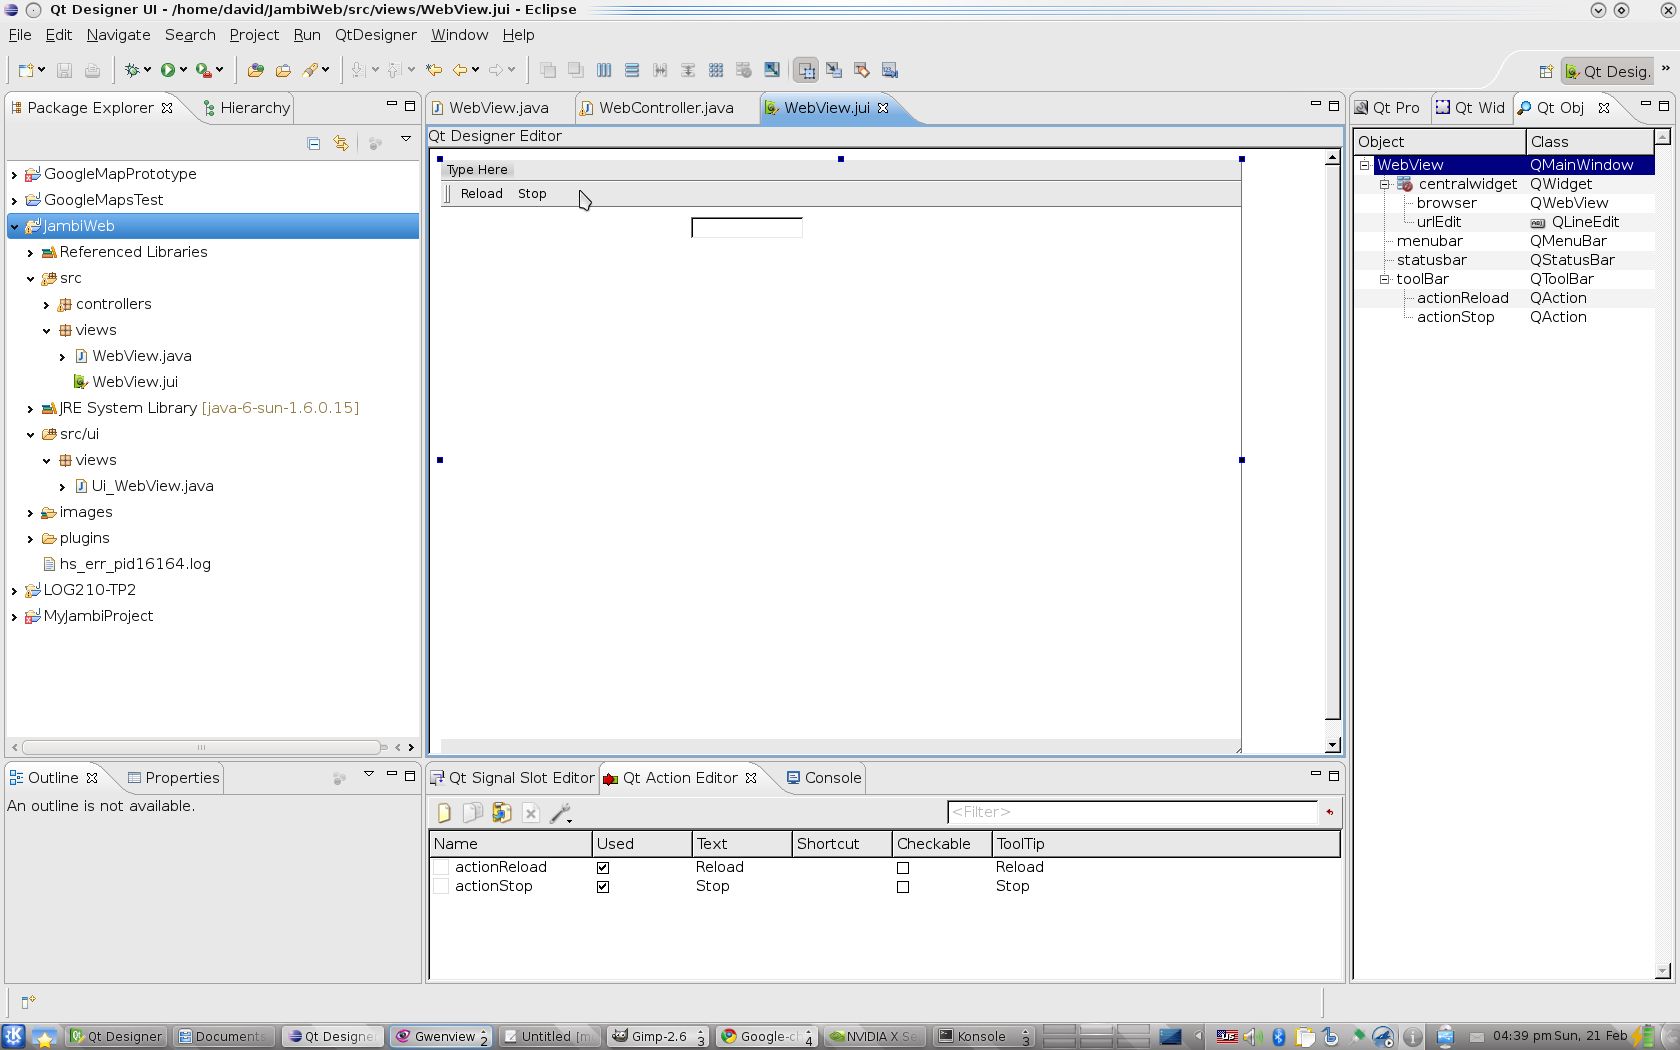 Qt Designer UI - /home/david/JambiWeb/src/views/WebView.jui - Eclipse
File Edit Navigate Search Project Run QtDesigner Window Help
Qt Desig.
»
Package Explorer Hierarchy
GoogleMapPrototype
GoogleMapsTest
JambiWeb
Referenced Libraries
src
controllers
views
WebView.java
WebView.jui
JRE System Library [java-6-sun-1.6.0.15]
src/ui
views
Ui_WebView.java
images
plugins
hs_err_pid16164.log
LOG210-TP2
MyJambiProject
Outline Properties
An outline is not available.
WebView.java WebController.java WebView.jui
Qt Designer Editor
Type Here
Reload Stop
Qt Signal Slot Editor Qt Action Editor Console
<Filter>
Name Used Text Shortcut Checkable ToolTip
actionReload Reload Reload
actionStop Stop Stop
Qt Pro Qt Wid Qt Obj
Object Class
WebView QMainWindow
centralwidget QWidget
browser QWebView
urlEdit QLineEdit
menubar QMenuBar
statusbar QStatusBar
toolBar QToolBar
actionReload QAction
actionStop QAction
Qt Designer Documents Qt Designe Gwenview 2 Untitled Gimp-2.6 3 Google-c 4 NVIDIA X Se Konsole 3 04:39 pm Sun, 21 Feb